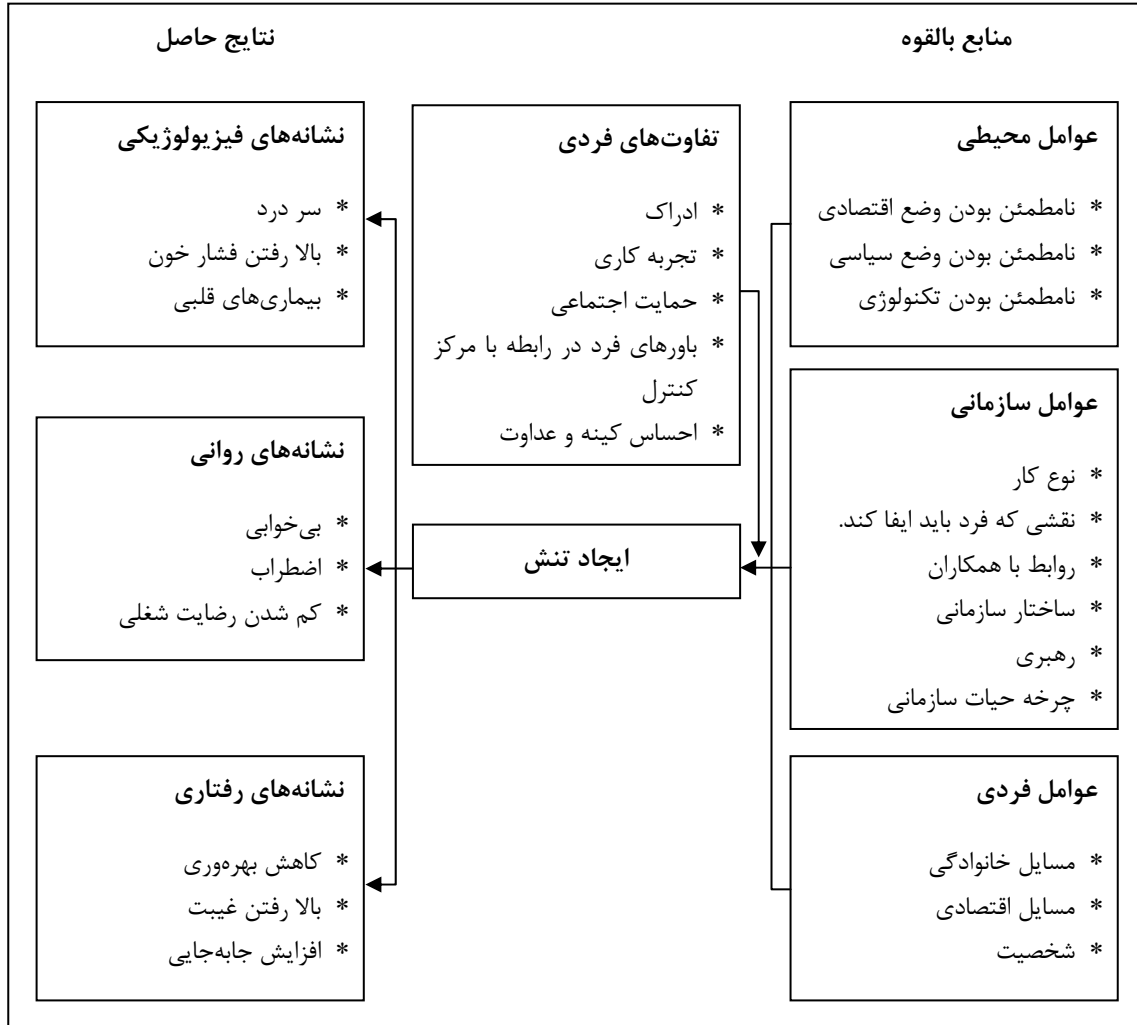 منابع بالقوه
عوامل محیطی
* نامطمئن بودن وضع اقتصادی
* نامطمئن بودن وضع سیاسی
* نامطمئن بودن تکنولوژی
عوامل سازمانی
* نوع کار
* نقشی که فرد باید ایفا کند.
* روابط با همکاران
* ساختار سازمانی
* رهبری
* چرخه حیات سازمانی
عوامل فردی
* مسایل خانوادگی
* مسایل اقتصادی
* شخصیت
تفاوت‌های فردی
* ادراک
* تجربه کاری
* حمایت اجتماعی
* باورهای فرد در رابطه با مرکز
کنترل
* احساس کینه و عداوت
ایجاد تنش
نتایج حاصل
نشانه‌های فیزیولوژیکی
* سر درد
* بالا رفتن فشار خون
* بیماری‌های قلبی
نشانه‌های روانی
* بی‌خوابی
* اضطراب
* کم شدن رضایت شغلی
نشانه‌های رفتاری
* کاهش بهره‌وری
* بالا رفتن غیبت
* افزایش جابه‌جایی